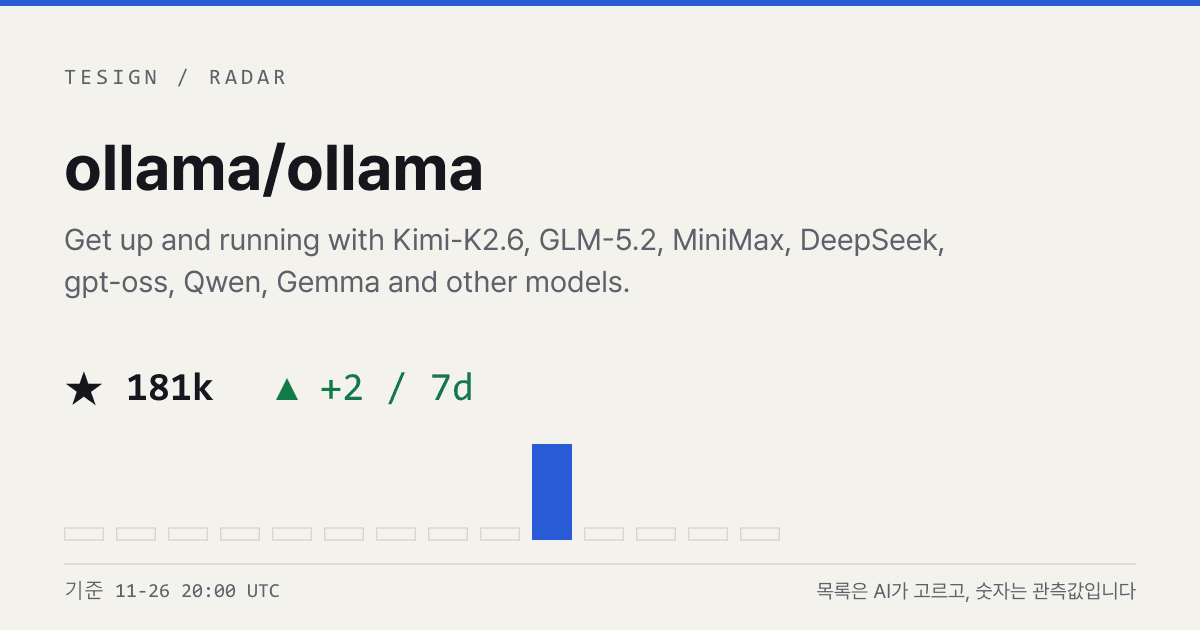 TESIGN / RADAR
ollama/ollama
Get up and running with Kimi-K2.6, GLM-5.2, MiniMax, DeepSeek,
gpt-oss, Qwen, Gemma and other models.
★ 181k ▲ +2 / 7d
기준 11-26 20:00 UTC
목록은 AI가 고르고, 숫자는 관측값입니다